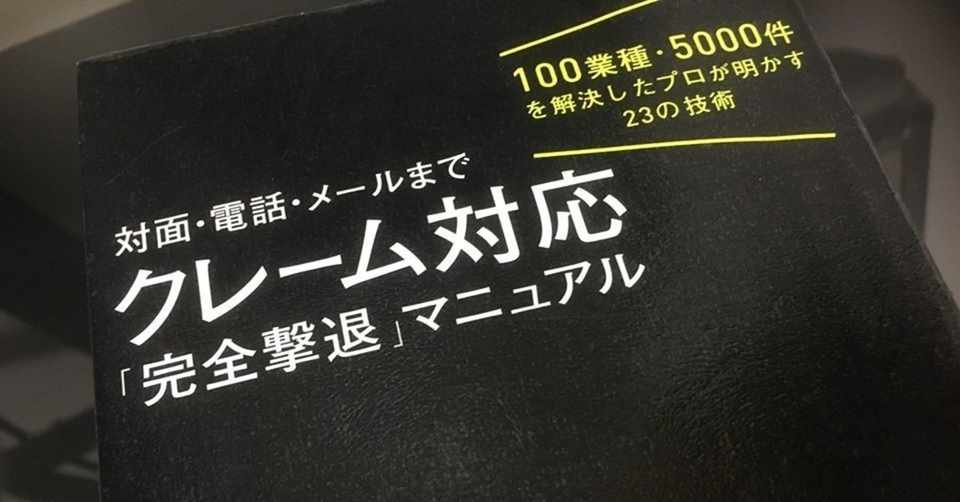 100業種・5000件
を解決したプロが明かす
23の技術
対面・電話・メールまで
クレーム対応
「完全撃退」マニュアル